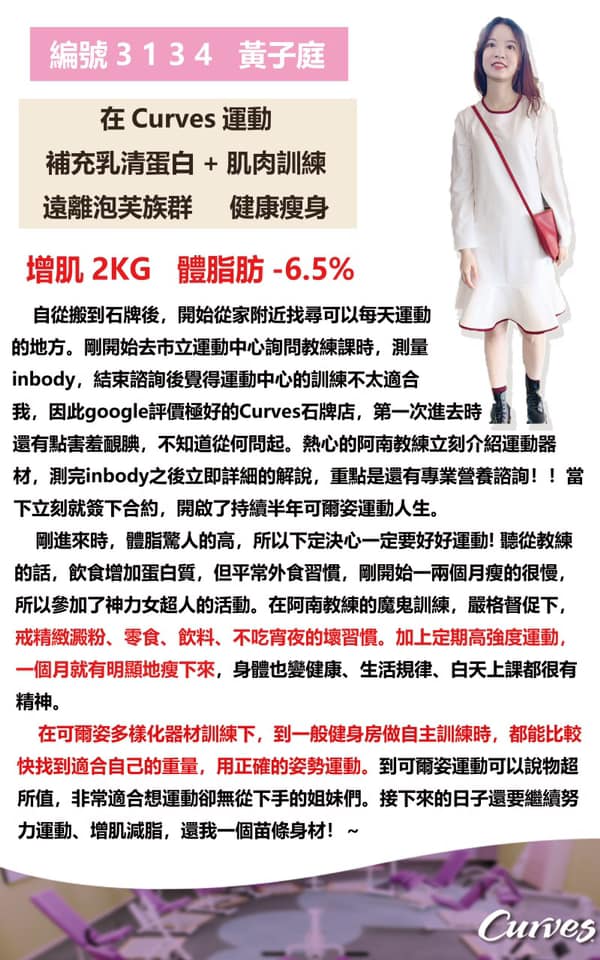 編號 3 1 3 4 黃子庭
在 Curves 運動
補充乳清蛋白 + 肌肉訓練
遠離泡芙族群 健康瘦身
增肌 2KG 體脂肪 -6.5%
自從搬到石牌後，開始從家附近找尋可以每天運動
的地方。剛開始去市立運動中心詢問教練課時，測量
inbody，結束諮詢後覺得運動中心的訓練不太適合
我，因此google評價極好的Curves石牌店，第一次進去時
還有點害羞靦腆，不知道從何問起。熱心的阿南教練立刻介紹運動器
材，測完inbody之後立即詳細的解說，重點是還有專業營養諮詢！！當
下立刻就簽下合約，開啟了持續半年可爾姿運動人生。
剛進來時，體脂驚人的高，所以下定決心一定要好好運動! 聽從教練
的話，飲食增加蛋白質，但平常外食習慣，剛開始一兩個月瘦的很慢，
所以參加了神力女超人的活動。在阿南教練的魔鬼訓練，嚴格督促下，
戒精緻澱粉、零食、飲料、不吃宵夜的壞習慣。加上定期高強度運動，
一個月就有明顯地瘦下來，身體也變健康、生活規律、白天上課都很有
精神。
在可爾姿多樣化器材訓練下，到一般健身房做自主訓練時，都能比較
快找到適合自己的重量，用正確的姿勢運動。到可爾姿運動可以說物超
所值，非常適合想運動卻無從下手的姐妹們。接下來的日子還要繼續努
力運動、增肌減脂，還我一個苗條身材！~
Curves